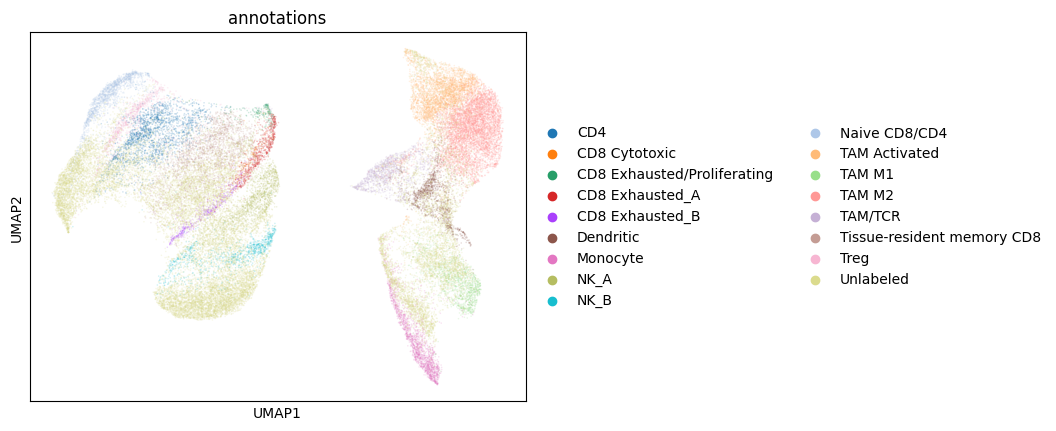 annotations
UMAP2
UMAP1
CD4
CD8 Cytotoxic
CD8 Exhausted/Proliferating
CD8 Exhausted_A
CD8 Exhausted_B
Dendritic
Monocyte
NK_A
NK_B
Naive CD8/CD4
TAM Activated
TAM M1
TAM M2
TAM/TCR
Tissue-resident memory CD8
Treg
Unlabeled